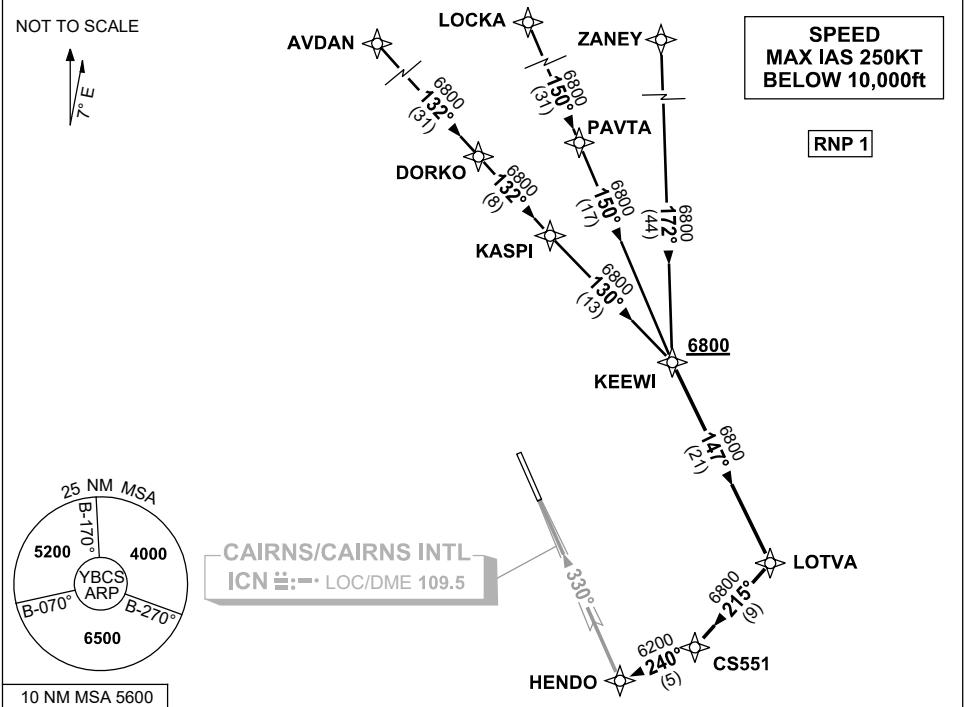 NOT TO SCALE
7° E
AVDAN
LOCKA
ZANEY
SPEED
MAX IAS 250KT
BELOW 10,000ft
RNP 1
6800
132°
(31)
6800
150°
(31)
PAVTA
DORKO
6800
132°
(8)
6800
150°
(17)
6800
172°
(44)
KASPI
6800
130°
(13)
6800
KEEWI
6800
147°
(21)
LOTVA
6800
215°
(9)
CS551
6200
240°
(5)
HENDO
330°
CAIRNS/CAIRNS INTL
ICN LOC/DME 109.5
25 NM MSA
B-170°
5200
4000
YBCS
ARP
B-070°
B-270°
6500
10 NM MSA 5600